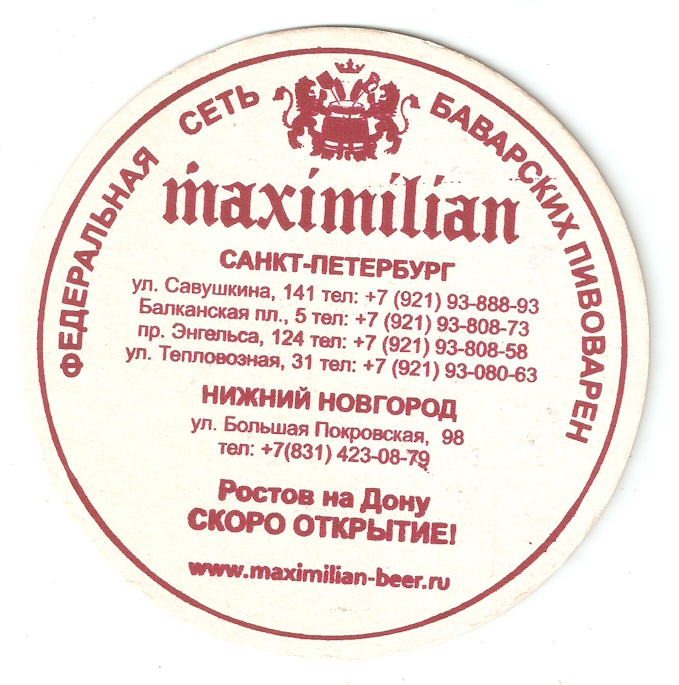 ФЕДЕРАЛЬНАЯ СЕТЬ БАВАРСКИХ ПИВОВАРЕН
maximilian
САНКТ-ПЕТЕРБУРГ
ул. Савушкина, 141 тел: +7 (921) 93-888-93
Балканская пл., 5 тел: +7 (921) 93-808-73
пр. Энгельса, 124 тел: +7 (921) 93-808-58
ул. Тепловозная, 31 тел: +7 (921) 93-080-63
НИЖНИЙ НОВГОРОД
ул. Большая Покровская, 98
тел: +7(831) 423-08-79
Ростов на Дону
СКОРО ОТКРЫТИЕ!
www.maximilian-beer.ru